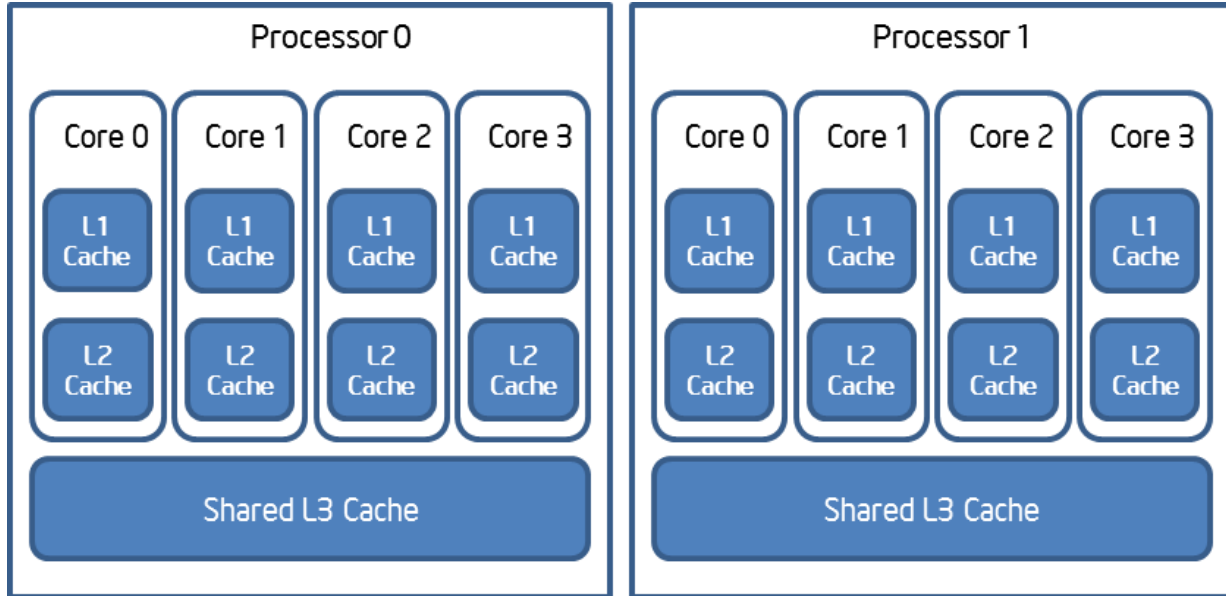 Processor 0
Core 0
Core 1
Core 2
Core 3
L1
Cache
L1
Cache
L1
Cache
L1
Cache
L2
Cache
L2
Cache
L2
Cache
L2
Cache
Shared L3 Cache
Processor 1
Core 0
Core 1
Core 2
Core 3
L1
Cache
L1
Cache
L1
Cache
L1
Cache
L2
Cache
L2
Cache
L2
Cache
L2
Cache
Shared L3 Cache